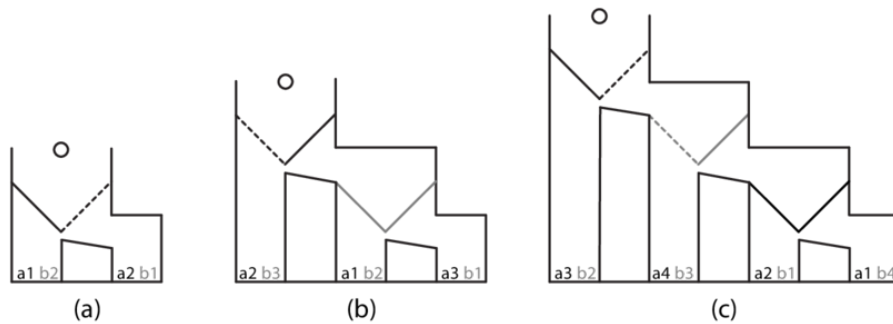 a1 b2 a2 b1
(a)
a2 b3 a1 b2 a3 b1
(b)
a3 b2 a4 b3 a2 b1 a1 b4
(c)